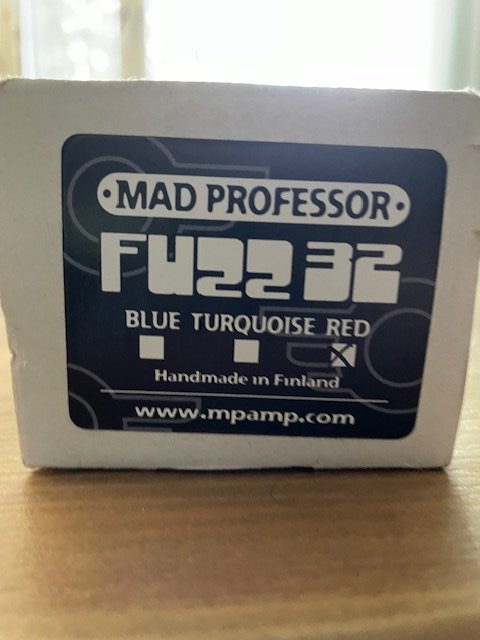 MAD PROFESSOR
FUZZ 32
BLUE TURQUOISE RED
Handmade in Finland
www.mpamp.com